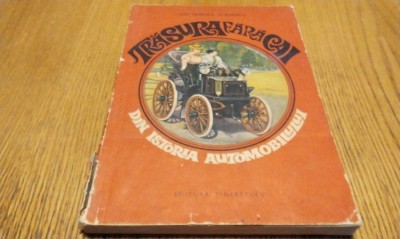 TRĂSURA FĂRĂ CAI
DIN ISTORIA AUTOMOBILULUI
EDITURA TINERETULUI